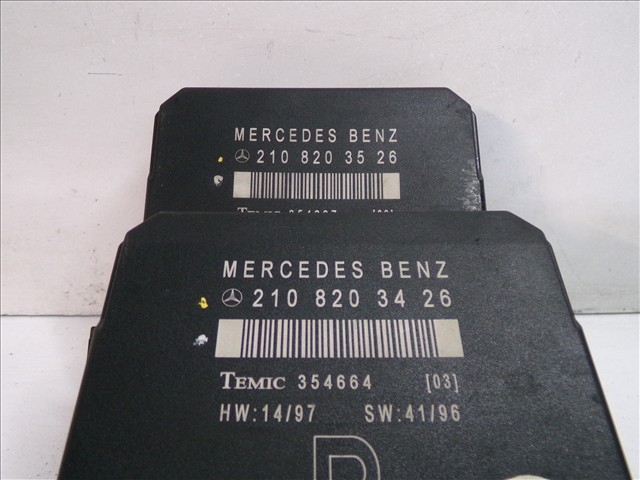 MERCEDES BENZ
210 820 35 26
TEMIC
MERCEDES BENZ
210 820 34 26
TEMIC 354664 [03]
HW:14/97 SW:41/96